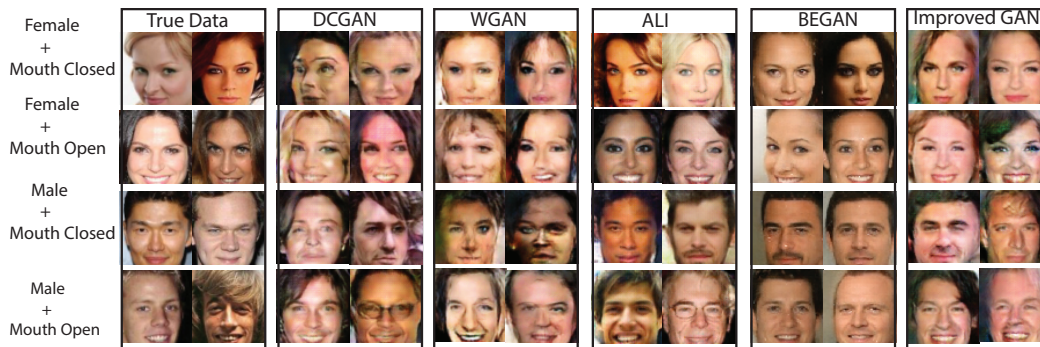 True Data DCGAN WGAN ALI BEGAN Improved GAN
Female
+
Mouth Closed
Female
+
Mouth Open
Male
+
Mouth Closed
Male
+
Mouth Open